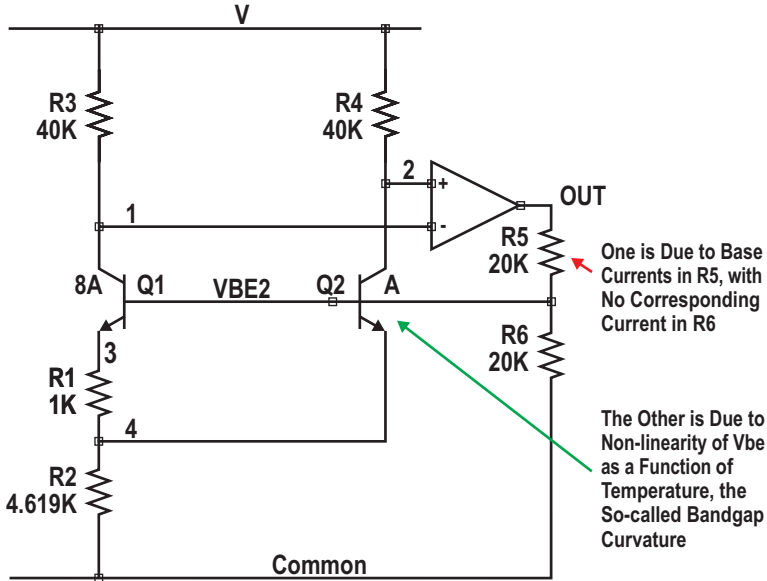 V
R3
40K
R4
40K
2
+
OUT
1
-
R5
20K
One is Due to Base
Currents in R5, with
No Corresponding
Current in R6
8A
Q1
VBE2
Q2
A
3
R6
20K
R1
1K
4
The Other is Due to
Non-linearity of Vbe
as a Function of
Temperature, the
So-called Bandgap
Curvature
R2
4.619K
Common